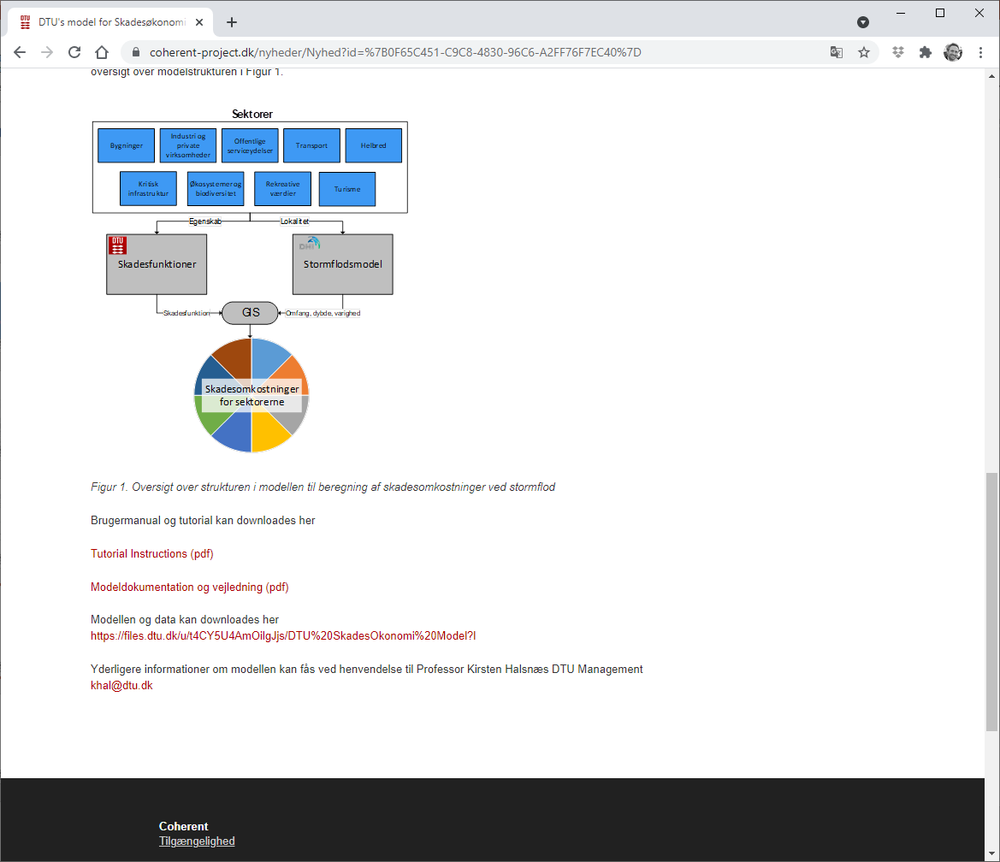 DTU's model for Skadesøkonomi
coherent-project.dk/nyheder/Nyhed?id=%7B0F65C451-C9C8-4830-96C6-A2FF76F7EC40%7D
oversigt over modelstrukturen i Figur 1.
Sektorer
Bygninger
Industri og
private
virksomheder
Offentlige
serviceydelser
Transport
Helbred
Kritisk
infrastruktur
Økosystemer og
biodiversitet
Rekreative
værdier
Turisme
Egenskab
Lokalitet
DTU
Skadesfunktioner
DHI
Stormflodsmodel
Skadesfunktion
GIS
Omfang, dybde, varighed
Skadesomkostninger
for sektorerne
Figur 1. Oversigt over strukturen i modellen til beregning af skadesomkostninger ved stormflod
Brugermanual og tutorial kan downloades her
Tutorial Instructions (pdf)
Modeldokumentation og vejledning (pdf)
Modellen og data kan downloades her
https://files.dtu.dk/u/t4CY5U4AmOilgJjs/DTU%20SkadesOkonomi%20Model?l
Yderligere informationer om modellen kan fås ved henvendelse til Professor Kirsten Halsnæs DTU Management
khal@dtu.dk
Coherent
Tilgængelighed